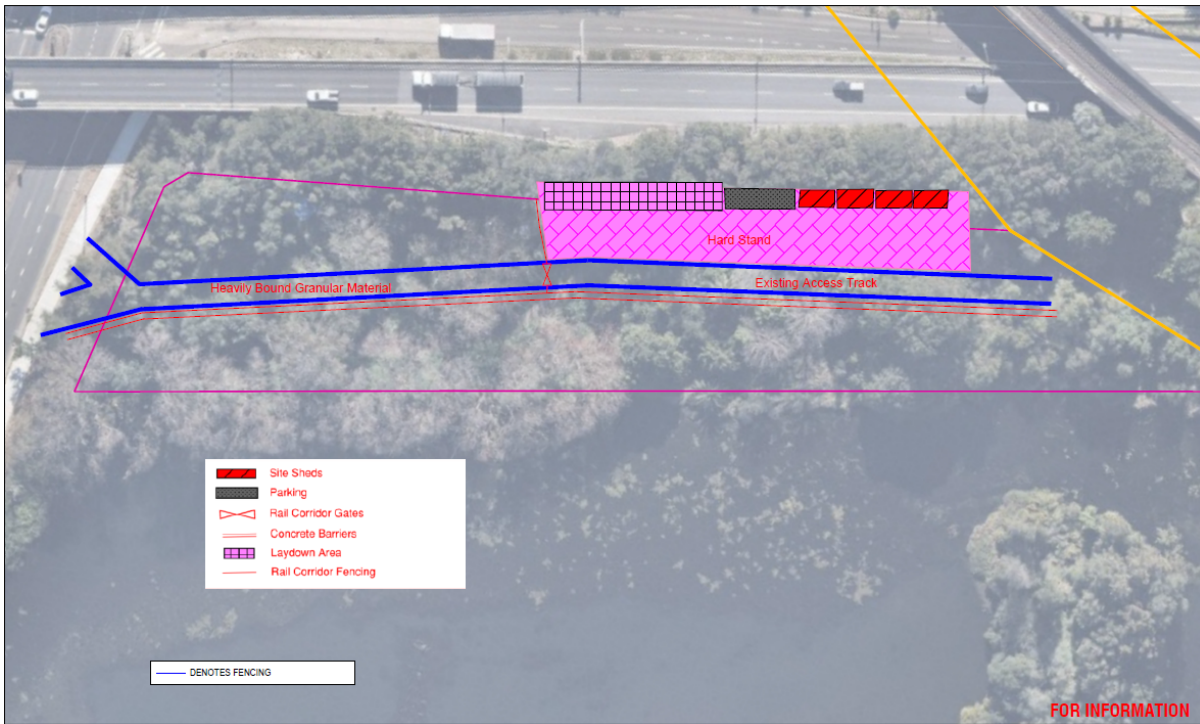 Hard Stand
Heavily Bound Granular Material
Existing Access Track
Site Sheds
Parking
Rail Corridor Gates
Concrete Barriers
Laydown Area
Rail Corridor Fencing
DENOTES FENCING
FOR INFORMATION